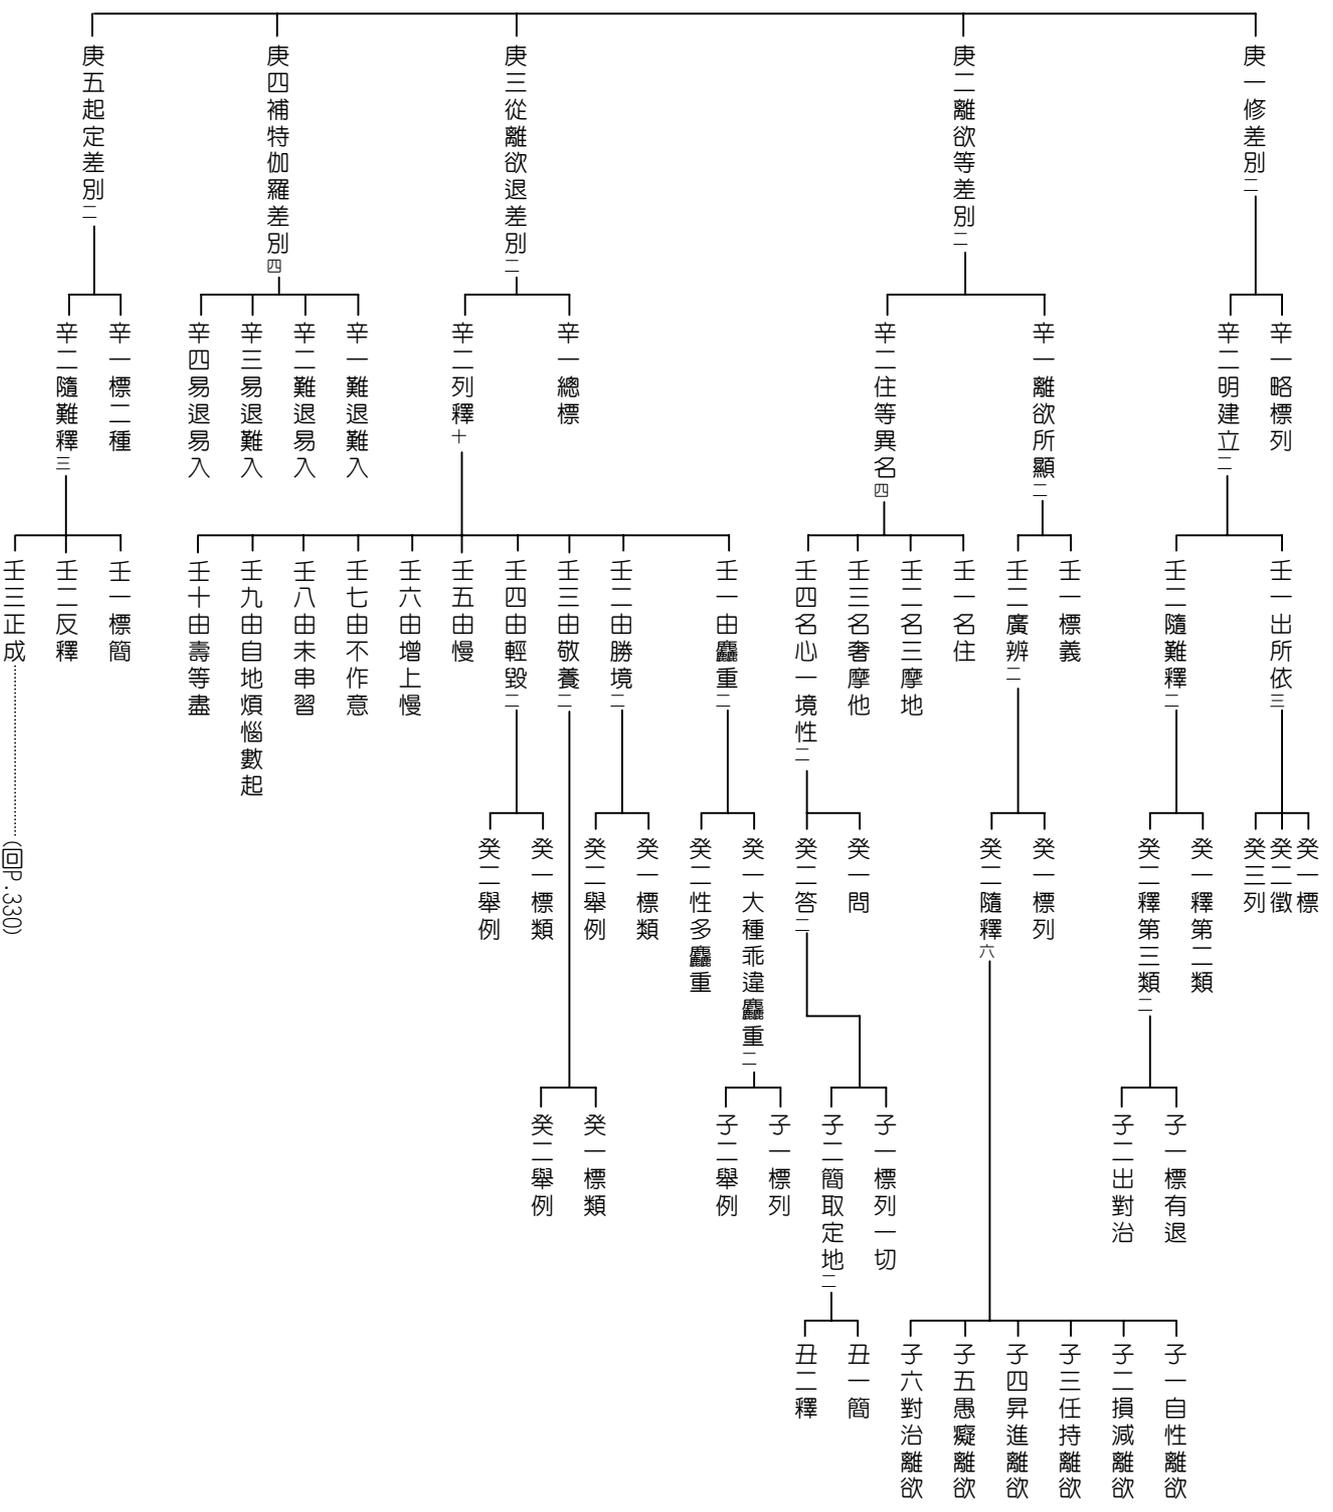 庚一修差別二
辛一略標列
辛二明建立二
壬一出所依三
癸一標
癸二徵
癸三列
壬二隨難釋二
癸一釋第二類
癸二釋第三類二
子一標有退
子二出對治
庚二離欲等差別二
辛一離欲所顯二
壬一標義
壬二廣辨二
癸一標列
癸二隨釋六
子一自性離欲
子二損減離欲
子三任持離欲
子四昇進離欲
子五愚癡離欲
子六對治離欲
辛二住等異名四
壬一名住
壬二名三摩地
壬三名奢摩他
壬四名心一境性二
癸一問
癸二答二
子一標列一切
子二簡取定地二
丑一簡
丑二釋
庚三從離欲退差別二
辛一總標
辛二列釋十
壬一由麤重二
癸一大種乖違麤重二
子一標列
子二舉例
癸二性多麤重
壬二由勝境二
癸一標類
癸二舉例
壬三由敬養二
癸一標類
癸二舉例
壬四由輕毀二
癸一標類
癸二舉例
壬五由慢
壬六由增上慢
壬七由不作意
壬八由未串習
壬九由自地煩惱數起
壬十由壽等盡
庚四補特伽羅差別四
辛一難退難入
辛二難退易入
辛三易退難入
辛四易退易入
庚五起定差別二
辛一標二種
辛二隨難釋三
壬一標簡
壬二反釋
壬三正成………(回P.330)